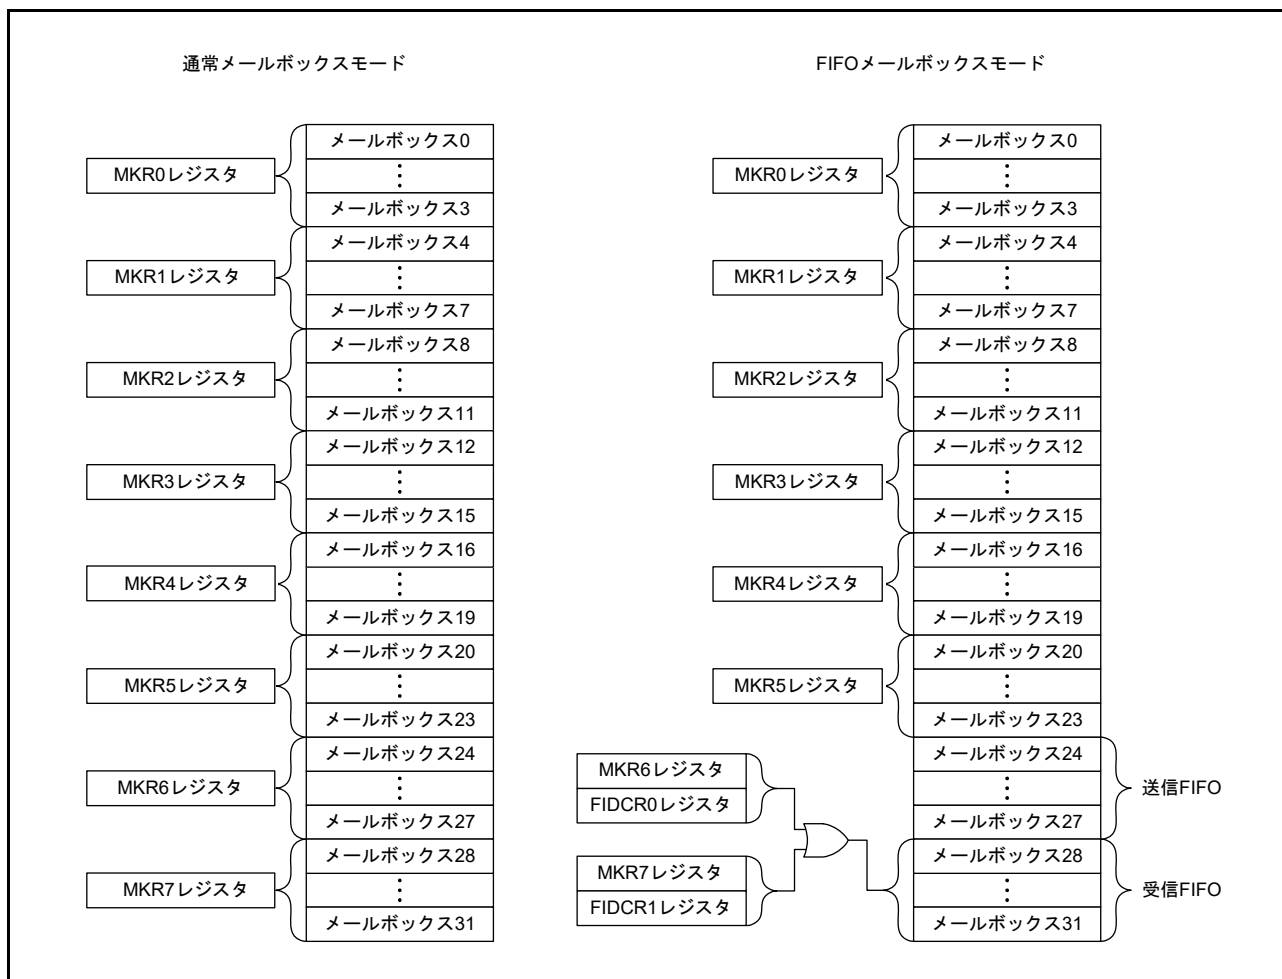 通常メールボックスモード
メールボックス0
⋮
メールボックス3
MKR0レジスタ
メールボックス4
⋮
メールボックス7
MKR1レジスタ
メールボックス8
⋮
メールボックス11
MKR2レジスタ
メールボックス12
⋮
メールボックス15
MKR3レジスタ
メールボックス16
⋮
メールボックス19
MKR4レジスタ
メールボックス20
⋮
メールボックス23
MKR5レジスタ
メールボックス24
⋮
メールボックス27
MKR6レジスタ
メールボックス28
⋮
メールボックス31
MKR7レジスタ
FIFOメールボックスモード
メールボックス0
⋮
メールボックス3
MKR0レジスタ
メールボックス4
⋮
メールボックス7
MKR1レジスタ
メールボックス8
⋮
メールボックス11
MKR2レジスタ
メールボックス12
⋮
メールボックス15
MKR3レジスタ
メールボックス16
⋮
メールボックス19
MKR4レジスタ
メールボックス20
⋮
メールボックス23
MKR5レジスタ
メールボックス24
⋮
メールボックス27
送信FIFO
MKR6レジスタ
FIDCR0レジスタ
MKR7レジスタ
FIDCR1レジスタ
メールボックス28
⋮
メールボックス31
受信FIFO